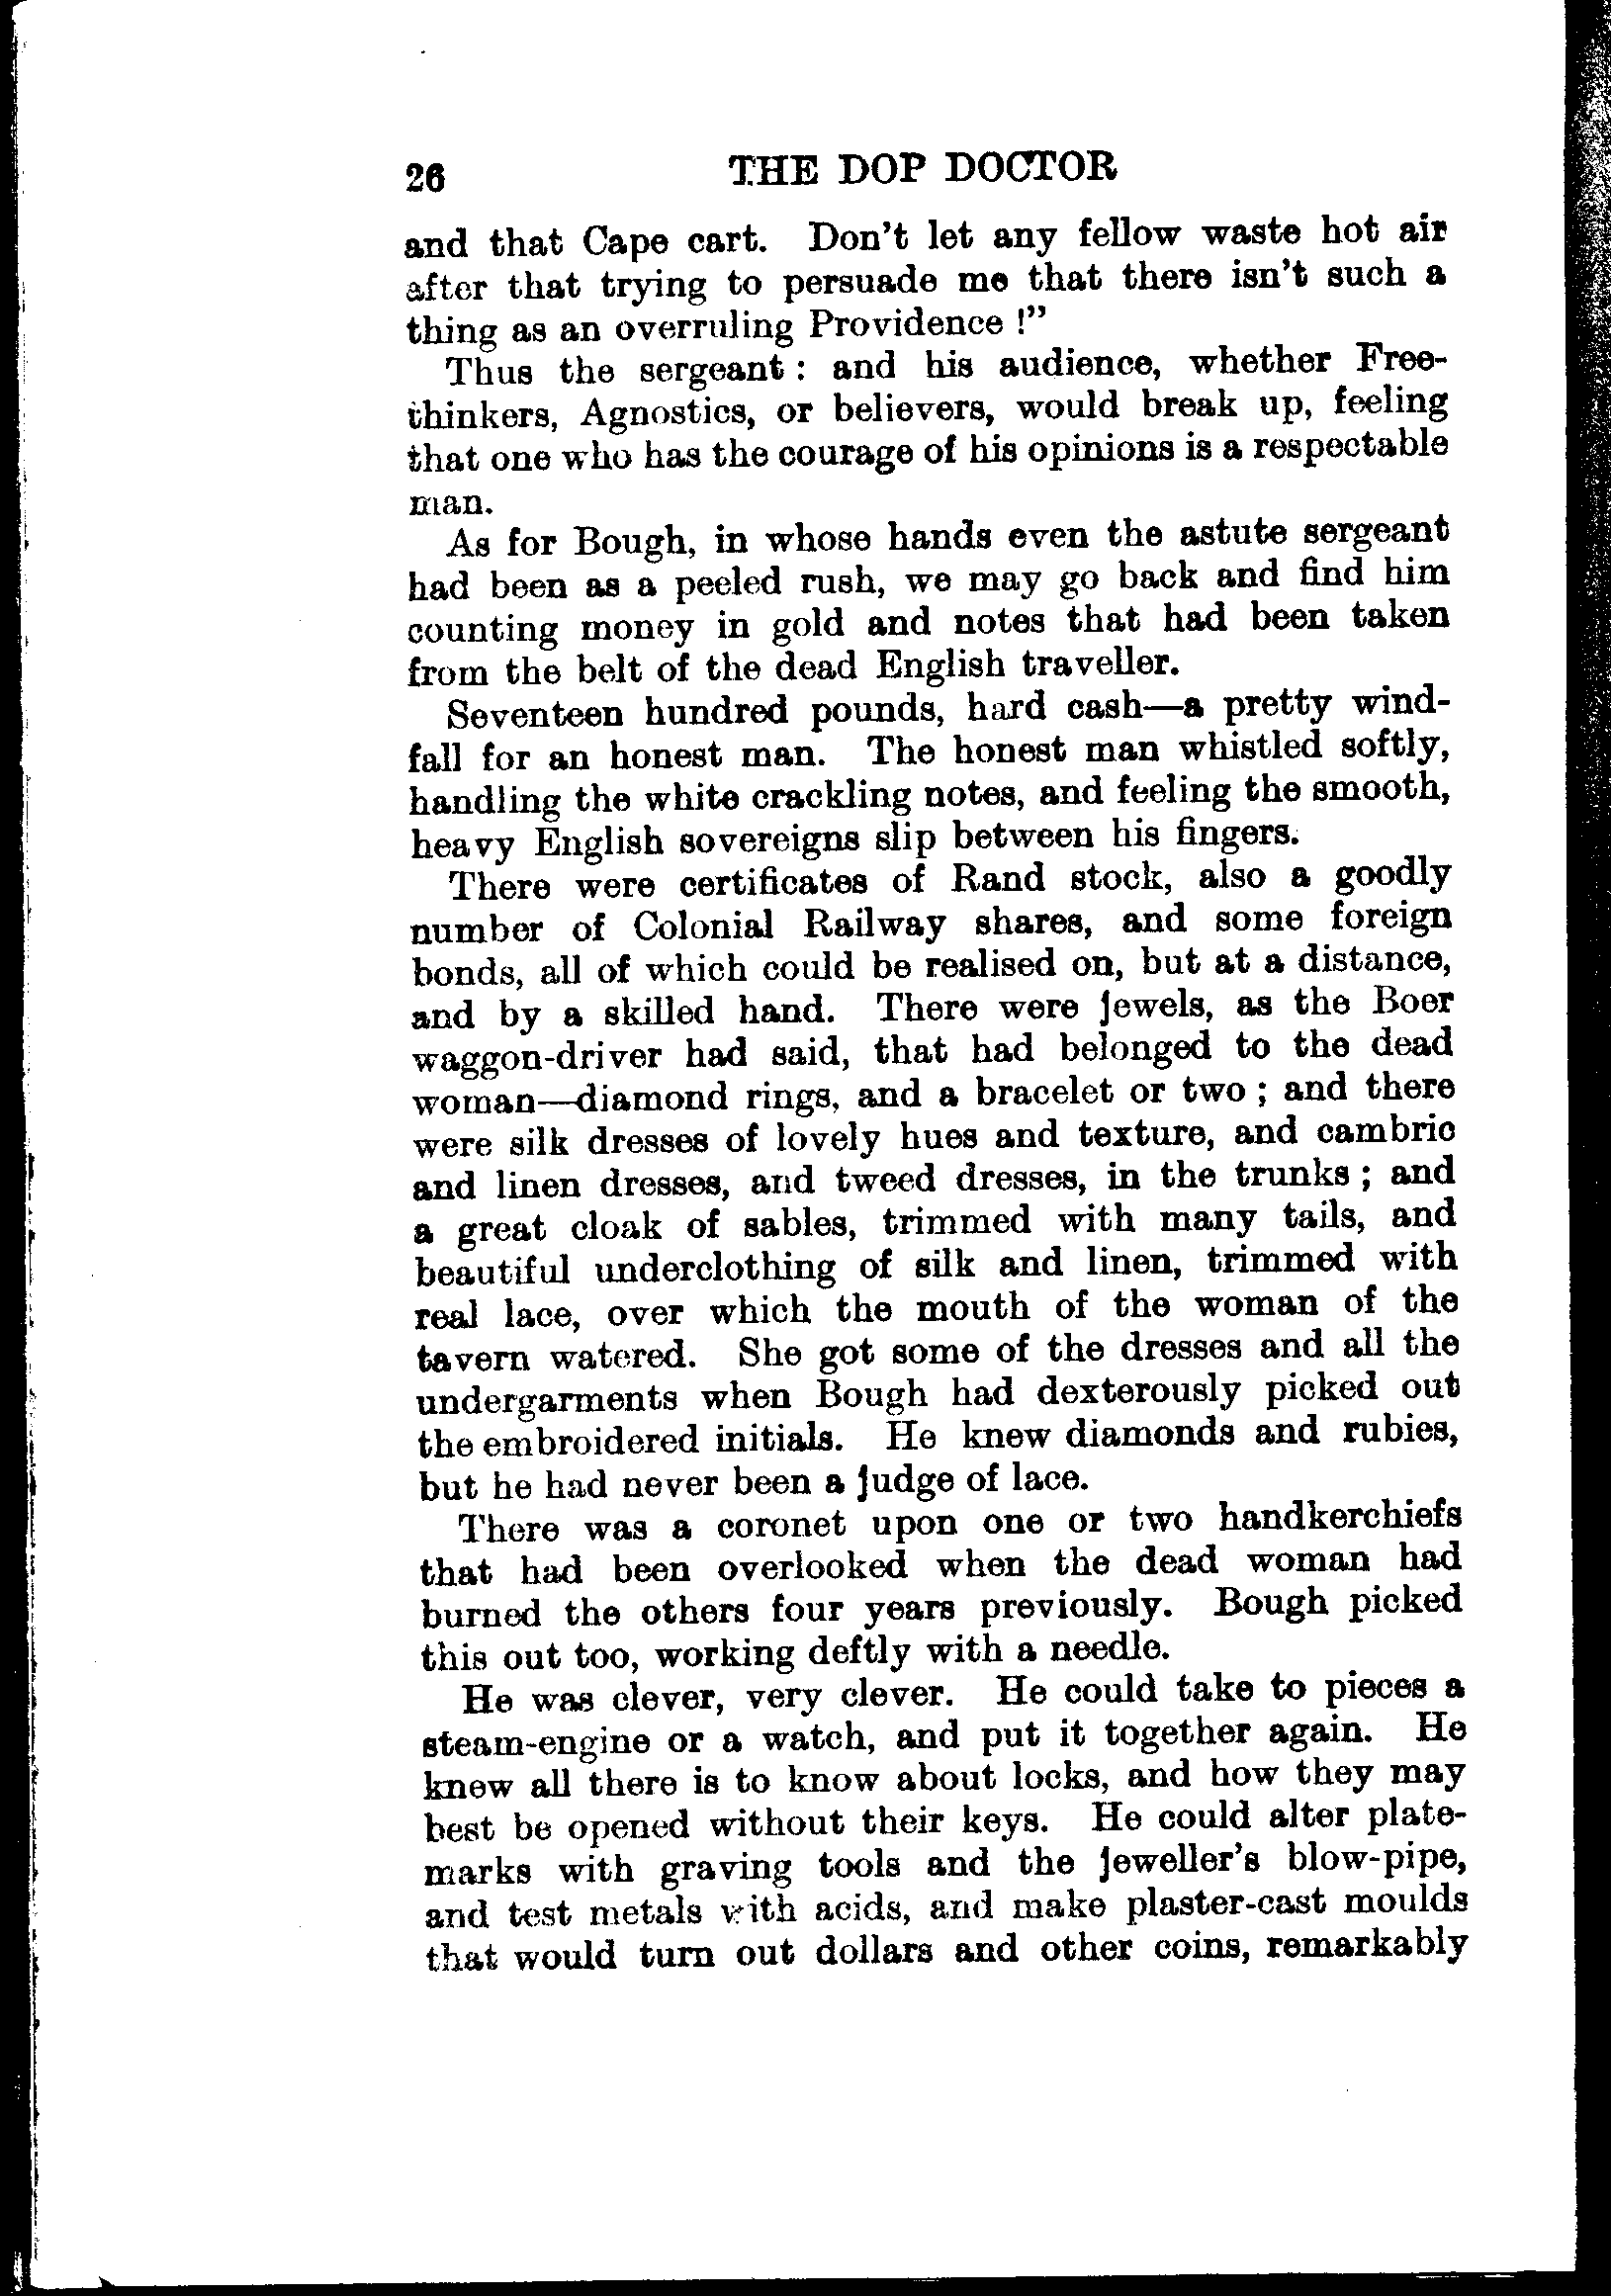 26 THE DOP DOCTOR
and that Cape cart. Don't let any fellow waste hot air
after that trying to persuade me that there isn't such a
thing as an overruling Providence !"
Thus the sergeant : and his audience, whether Free-
thinkers, Agnostics, or believers, would break up, feeling
that one who has the courage of his opinions is a respectable
man.
As for Bough, in whose hands even the astute sergeant
had been as a peeled rush, we may go back and find him
counting money in gold and notes that had been taken
from the belt of the dead English traveller.
Seventeen hundred pounds, hard cash—a pretty wind-
fall for an honest man. The honest man whistled softly,
handling the white crackling notes, and feeling the smooth,
heavy English sovereigns slip between his fingers.
There were certificates of Rand stock, also a goodly
number of Colonial Railway shares, and some foreign
bonds, all of which could be realised on, but at a distance,
and by a skilled hand. There were jewels, as the Boer
waggon-driver had said, that had belonged to the dead
woman—diamond rings, and a bracelet or two ; and there
were silk dresses of lovely hues and texture, and cambric
and linen dresses, and tweed dresses, in the trunks ; and
a great cloak of sables, trimmed with many tails, and
beautiful underclothing of silk and linen, trimmed with
real lace, over which the mouth of the woman of the
tavern watered. She got some of the dresses and all the
undergarments when Bough had dexterously picked out
the embroidered initials. He knew diamonds and rubies,
but he had never been a judge of lace.
There was a coronet upon one or two handkerchiefs
that had been overlooked when the dead woman had
burned the others four years previously. Bough picked
this out too, working deftly with a needle.
He was clever, very clever. He could take to pieces a
steam-engine or a watch, and put it together again. He
knew all there is to know about locks, and how they may
best be opened without their keys. He could alter plate-
marks with graving tools and the jeweller's blow-pipe,
and test metals with acids, and make plaster-cast moulds
that would turn out dollars and other coins, remarkably